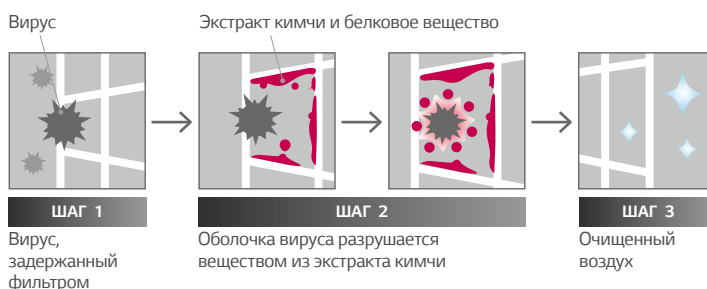 Вирус
Экстракт кимчи и белковое вещество
ШАГ 1
ШАГ 2
ШАГ 3
Вирус,
задержанный
фильтром
Оболочка вируса разрушается
веществом из экстракта кимчи
Очищенный
воздух